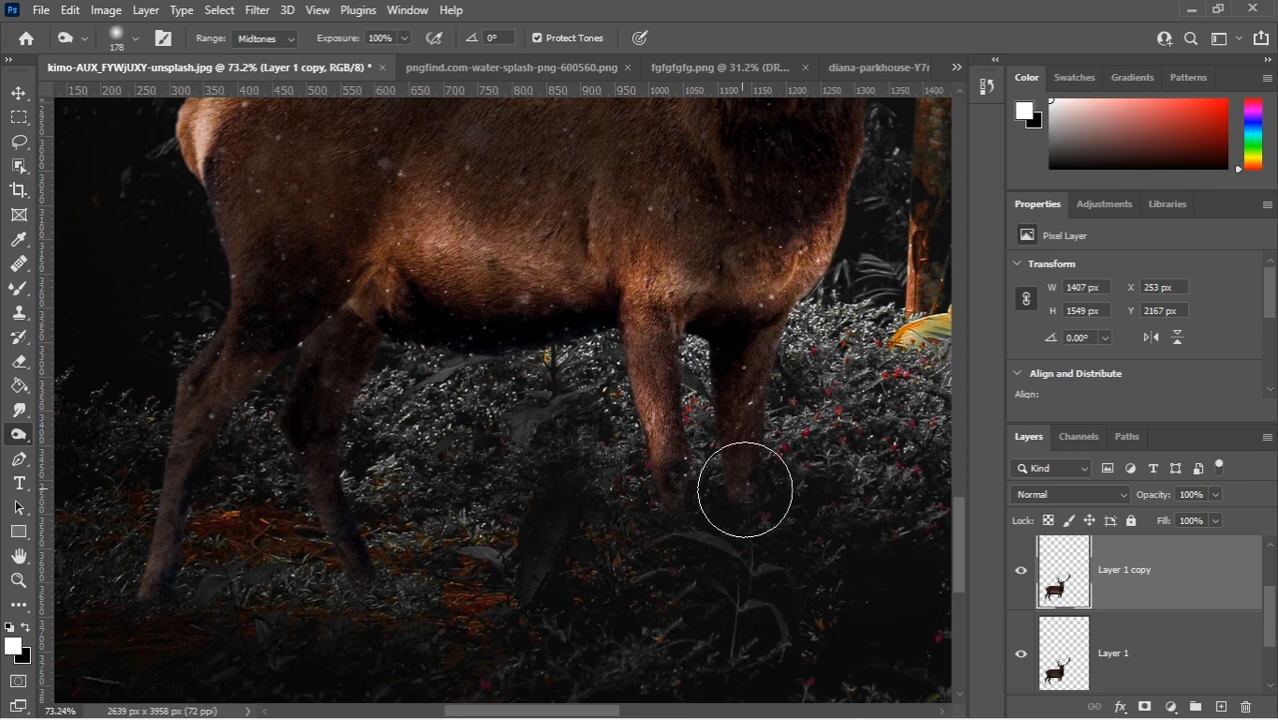 Ps File Edit Image Layer Type Select Filter 3D View Plugins Window Help
178 Range: Midtones Exposure: 100% 0° Protect Tones
kimo-AUX_FYWjUXY-unsplash.jpg @ 73.2% (Layer 1 copy, RGB/8) * pngfind.com-water-splash-png-600560.png fgfgfgfg.png @ 31.2% (DR... diana-parkhouse-Y7r
150 200 250 300 350 400 450 500 550 600 650 700 750 800 850 900 950 1000 1050 1100 1150 1200 1250 1300 1350 1400
Color Swatches Gradients Patterns
Properties Adjustments Libraries
Pixel Layer
Transform
W 1407 px X 253 px
H 1549 px Y 2167 px
0.00°
Align and Distribute
Align:
Layers Channels Paths
Kind
Normal Opacity: 100%
Lock: Fill: 100%
Layer 1 copy
Layer 1
73.24% 2639 px x 3958 px (72 ppi)